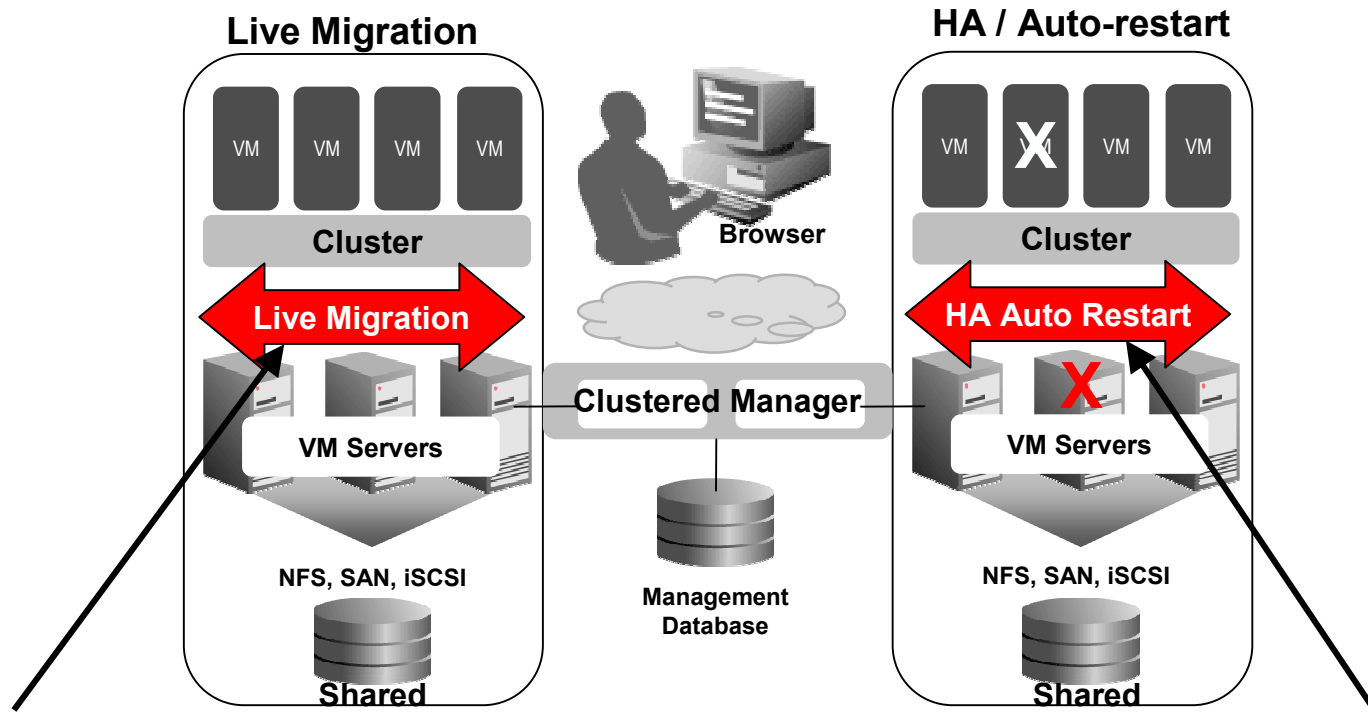 Live Migration
HA / Auto-restart
VM VM VM VM
Cluster
Live Migration
VM Servers
NFS, SAN, iSCSI
Shared
Browser
Clustered Manager
Management
Database
VM X VM VM
Cluster
HA Auto Restart
X
VM Servers
NFS, SAN, iSCSI
Shared